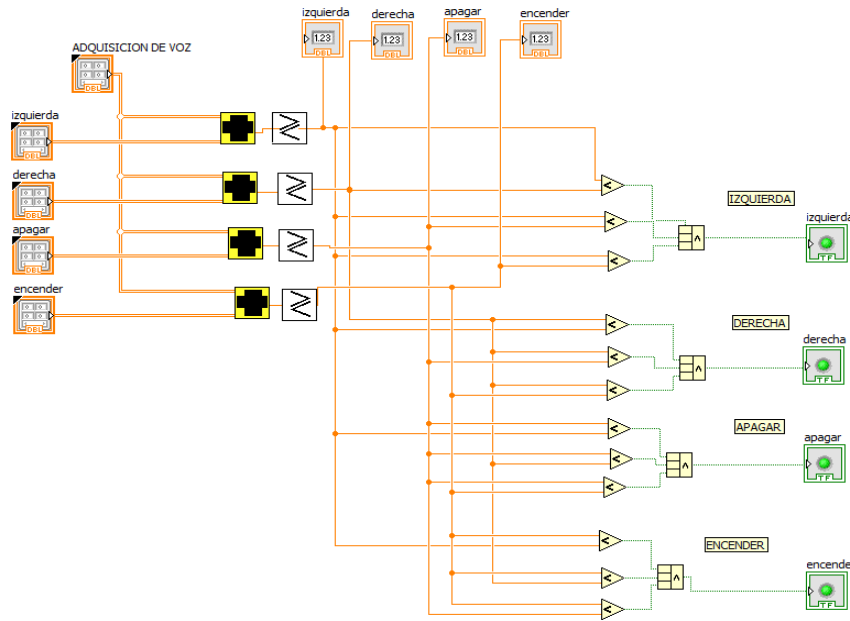 izquierda
derecha
apagar
encender
1.23
DBL
1.23
DBL
1.23
DBL
1.23
DBL
ADQUISICION DE VOZ
DBL
izquierda
DBL
derecha
DBL
apagar
DBL
encender
DBL
<
<
<
∧
IZQUIERDA
izquierda
TF
<
<
<
∧
DERECHA
derecha
TF
<
<
<
∧
APAGAR
apagar
TF
<
<
<
∧
ENCENDER
encende
TF